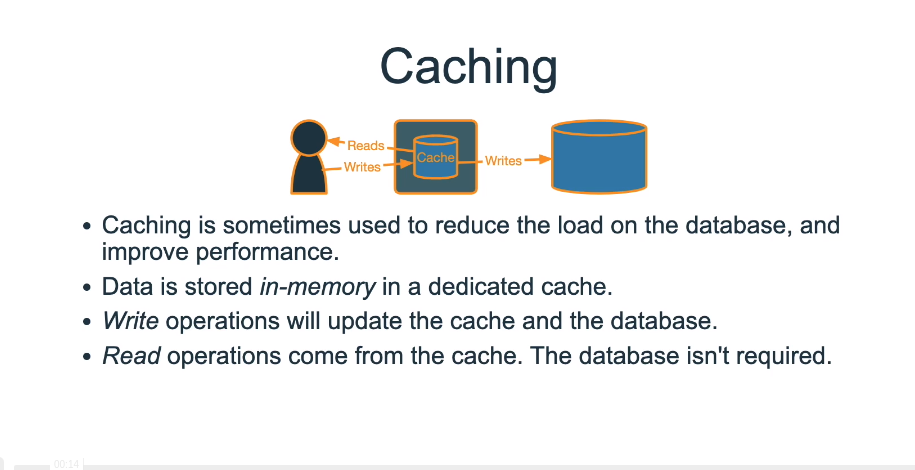 Caching
Reads
Writes
Cache
Writes
• Caching is sometimes used to reduce the load on the database, and
improve performance.
• Data is stored in-memory in a dedicated cache.
• Write operations will update the cache and the database.
• Read operations come from the cache. The database isn't required.
00:14